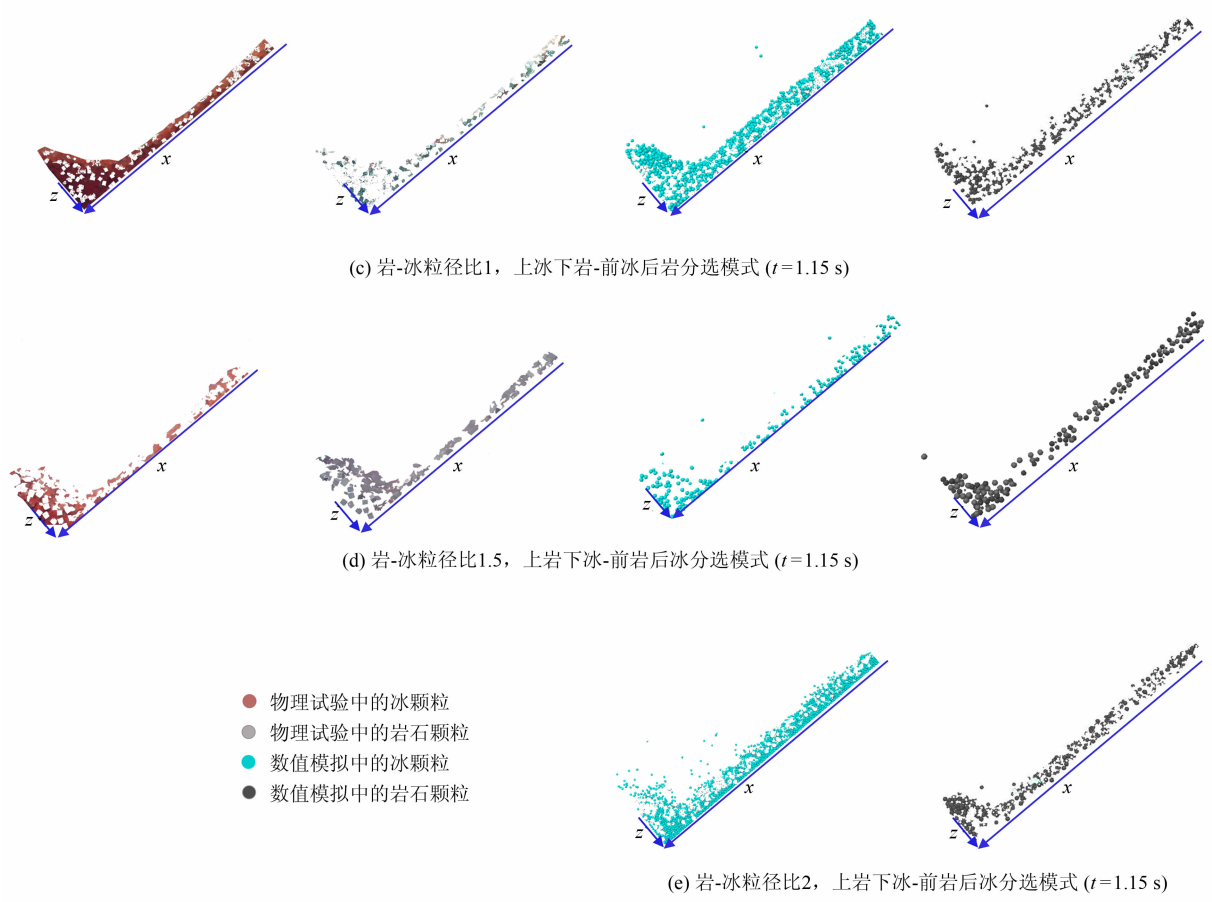 x x x x
z z z z
(c) 岩-冰粒径比1，上冰下岩-前冰后岩分选模式 (t=1.15 s)
x x x x
z z z z
(d) 岩-冰粒径比1.5，上岩下冰-前岩后冰分选模式 (t=1.15 s)
物理试验中的冰颗粒
物理试验中的岩石颗粒
数值模拟中的冰颗粒
数值模拟中的岩石颗粒
x x
z z
(e) 岩-冰粒径比2，上岩下冰-前岩后冰分选模式 (t=1.15 s)